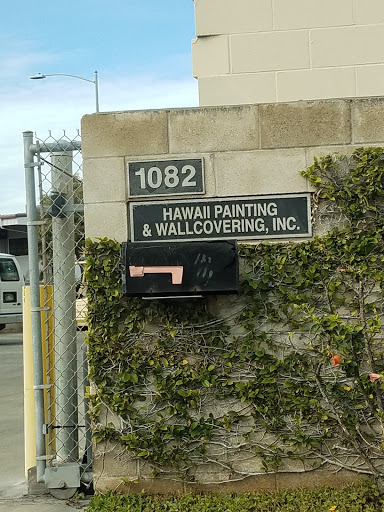 1082
HAWAII PAINTING
& WALLCOVERING, INC.